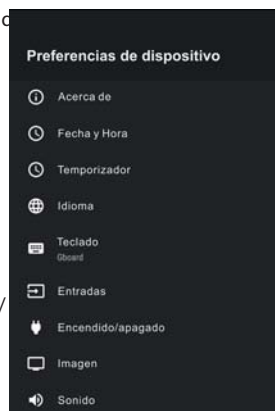 Preferencias de dispositivo
Acerca de
Fecha y Hora
Temporizador
Idioma
Teclado
Gboard
Entradas
Encendido/apagado
Imagen
Sonido